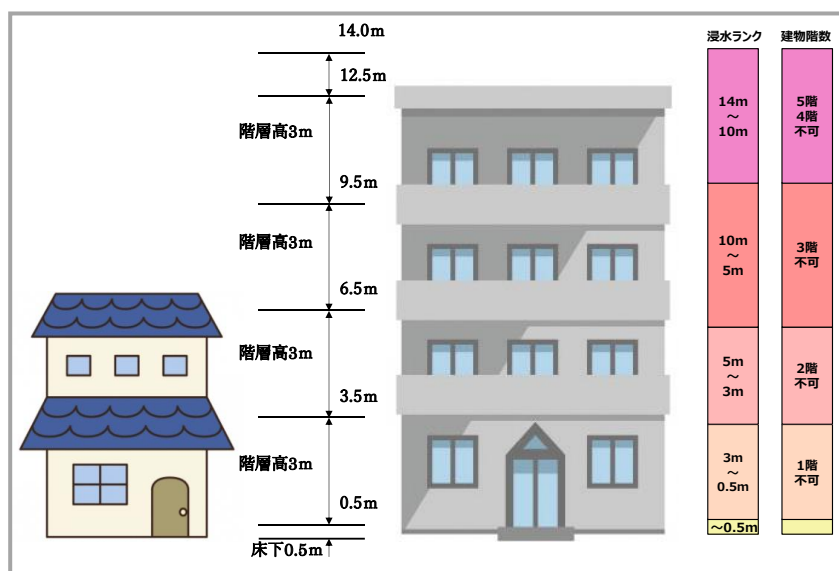 14.0m
12.5m
階層高3m
9.5m
階層高3m
6.5m
階層高3m
3.5m
階層高3m
0.5m
床下0.5m
浸水ランク
14m
～
10m
10m
～
5m
5m
～
3m
3m
～
0.5m
～0.5m
建物階数
5階
4階
不可
3階
不可
2階
不可
1階
不可